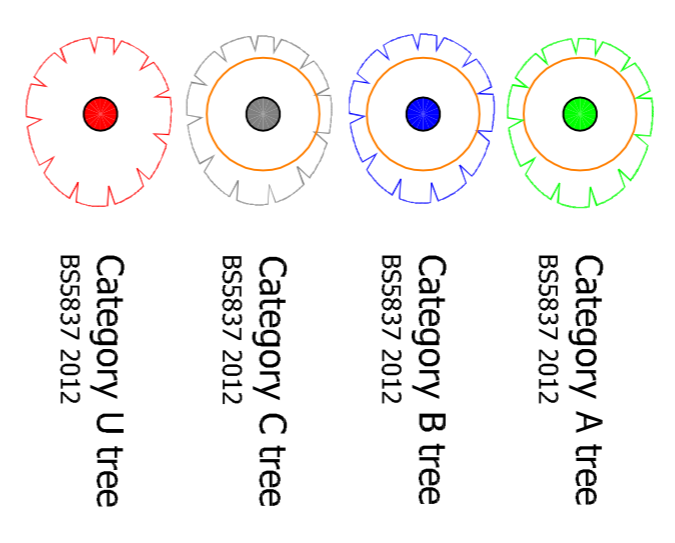 Category A tree
BS5837 2012
Category B tree
BS5837 2012
Category C tree
BS5837 2012
Category U tree
BS5837 2012